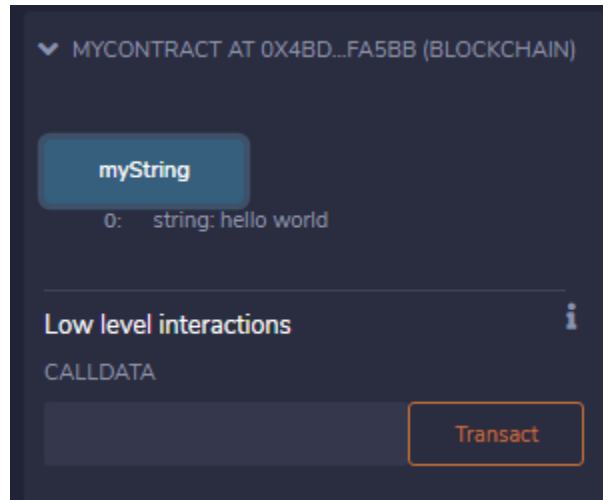 MYCONTRACT AT 0X4BD...FA5BB (BLOCKCHAIN)
myString
0: string: hello world
Low level interactions
CALLDATA
Transact